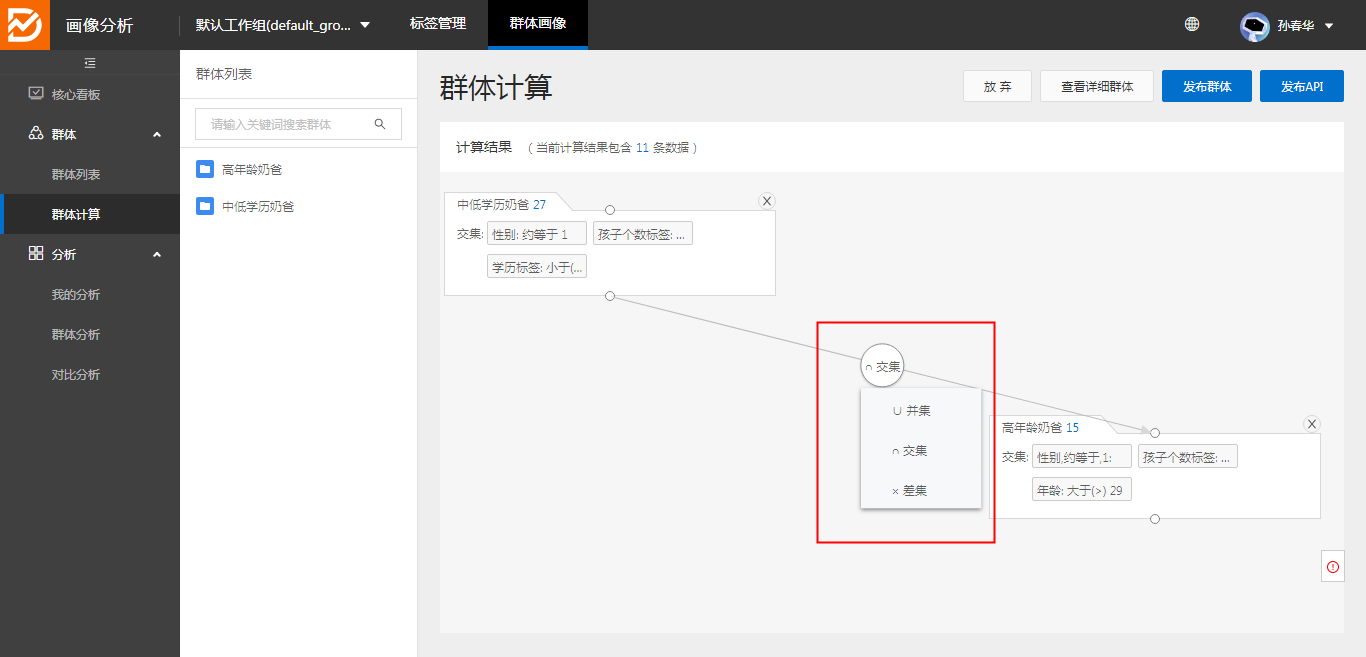 画像分析
默认工作组(default_gro...
标签管理
群体画像
孙春华
核心看板
群体
群体列表
群体计算
分析
我的分析
群体分析
对比分析
群体列表
请输入关键词搜索群体
高年龄奶爸
中低学历奶爸
群体计算
放 弃
查看详细群体
发布群体
发布API
计算结果 （ 当前计算结果包含 11 条数据 ）
中低学历奶爸 27
交集: 性别: 约等于 1 孩子个数标签: ...
学历标签: 小于(...
∩ 交集
∪ 并集
∩ 交集
× 差集
高年龄奶爸 15
交集: 性别,约等于,1: 孩子个数标签: ...
年龄: 大于(>) 29